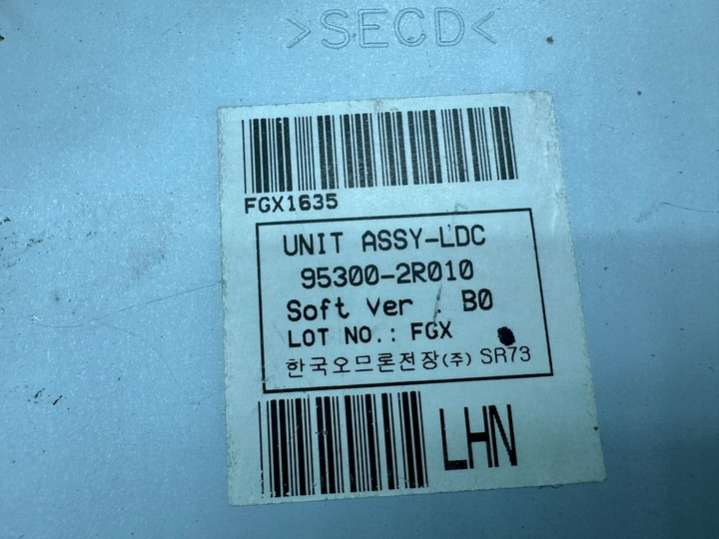 >SECD<
FGX1635
UNIT ASSY-LDC
95300-2R010
Soft Ver . B0
LOT NO.: FGX
한국오므론전장(주) SR73
LHN